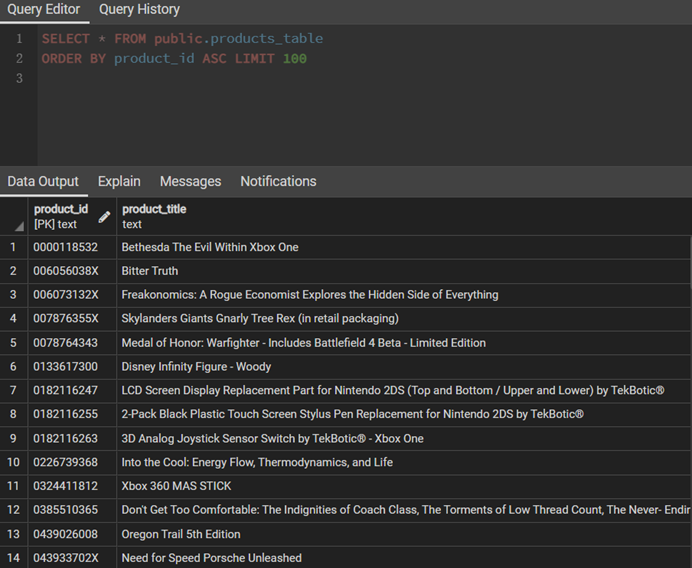 Query Editor Query History
1 SELECT * FROM public.products_table
2 ORDER BY product_id ASC LIMIT 100
3
Data Output Explain Messages Notifications
product_id product_title
[PK] text text
1 0000118532 Bethesda The Evil Within Xbox One
2 006056038X Bitter Truth
3 006073132X Freakonomics: A Rogue Economist Explores the Hidden Side of Everything
4 007876355X Skylanders Giants Gnarly Tree Rex (in retail packaging)
5 0078764343 Medal of Honor: Warfighter - Includes Battlefield 4 Beta - Limited Edition
6 0133617300 Disney Infinity Figure - Woody
7 0182116247 LCD Screen Display Replacement Part for Nintendo 2DS (Top and Bottom / Upper and Lower) by TekBotic®
8 0182116255 2-Pack Black Plastic Touch Screen Stylus Pen Replacement for Nintendo 2DS by TekBotic®
9 0182116263 3D Analog Joystick Sensor Switch by TekBotic® - Xbox One
10 0226739368 Into the Cool: Energy Flow, Thermodynamics, and Life
11 0324411812 Xbox 360 MAS STICK
12 0385510365 Don't Get Too Comfortable: The Indignities of Coach Class, The Torments of Low Thread Count, The Never- Endin
13 0439026008 Oregon Trail 5th Edition
14 043933702X Need for Speed Porsche Unleashed